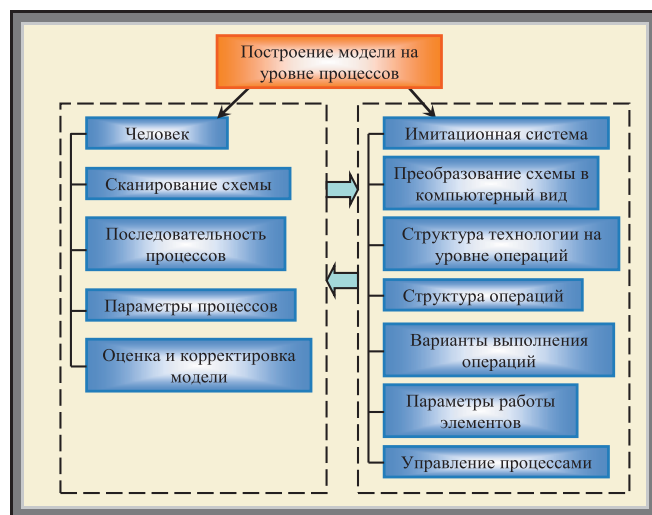 Построение модели на
уровне процессов
Человек
Сканирование схемы
Последовательность
процессов
Параметры процессов
Оценка и корректировка
модели
Имитационная система
Преобразование схемы в
компьютерный вид
Структура технологии на
уровне операций
Структура операций
Варианты выполнения
операций
Параметры работы
элементов
Управление процессами